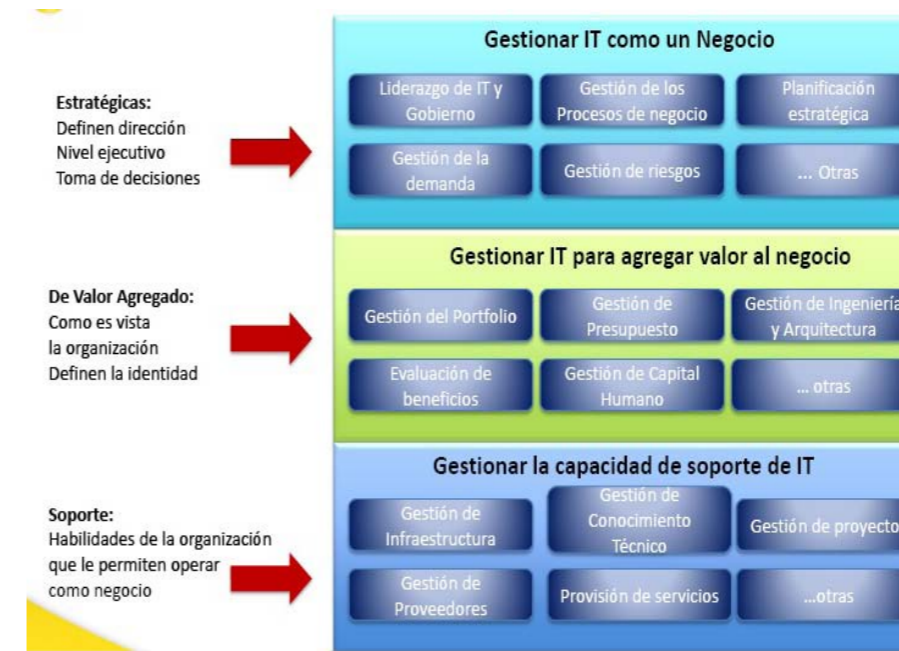 Gestionar IT como un Negocio
Estratégicas:
Definen dirección
Nivel ejecutivo
Toma de decisiones
Liderazgo de IT y
Gobierno
Gestión de los
Procesos de negocio
Planificación
estratégica
Gestión de la
demanda
Gestión de riesgos
... Otras
Gestionar IT para agregar valor al negocio
De Valor Agregado:
Como es vista
la organización
Definen la identidad
Gestión del Portfolio
Gestión de
Presupuesto
Gestión de Ingeniería
y Arquitectura
Evaluación de
beneficios
Gestión de Capital
Humano
... otras
Gestionar la capacidad de soporte de IT
Soporte:
Habilidades de la organización
que le permiten operar
como negocio
Gestión de
Infraestructura
Gestión de
Conocimiento
Técnico
Gestión de proyecto
Gestión de
Proveedores
Provisión de servicios
...otras